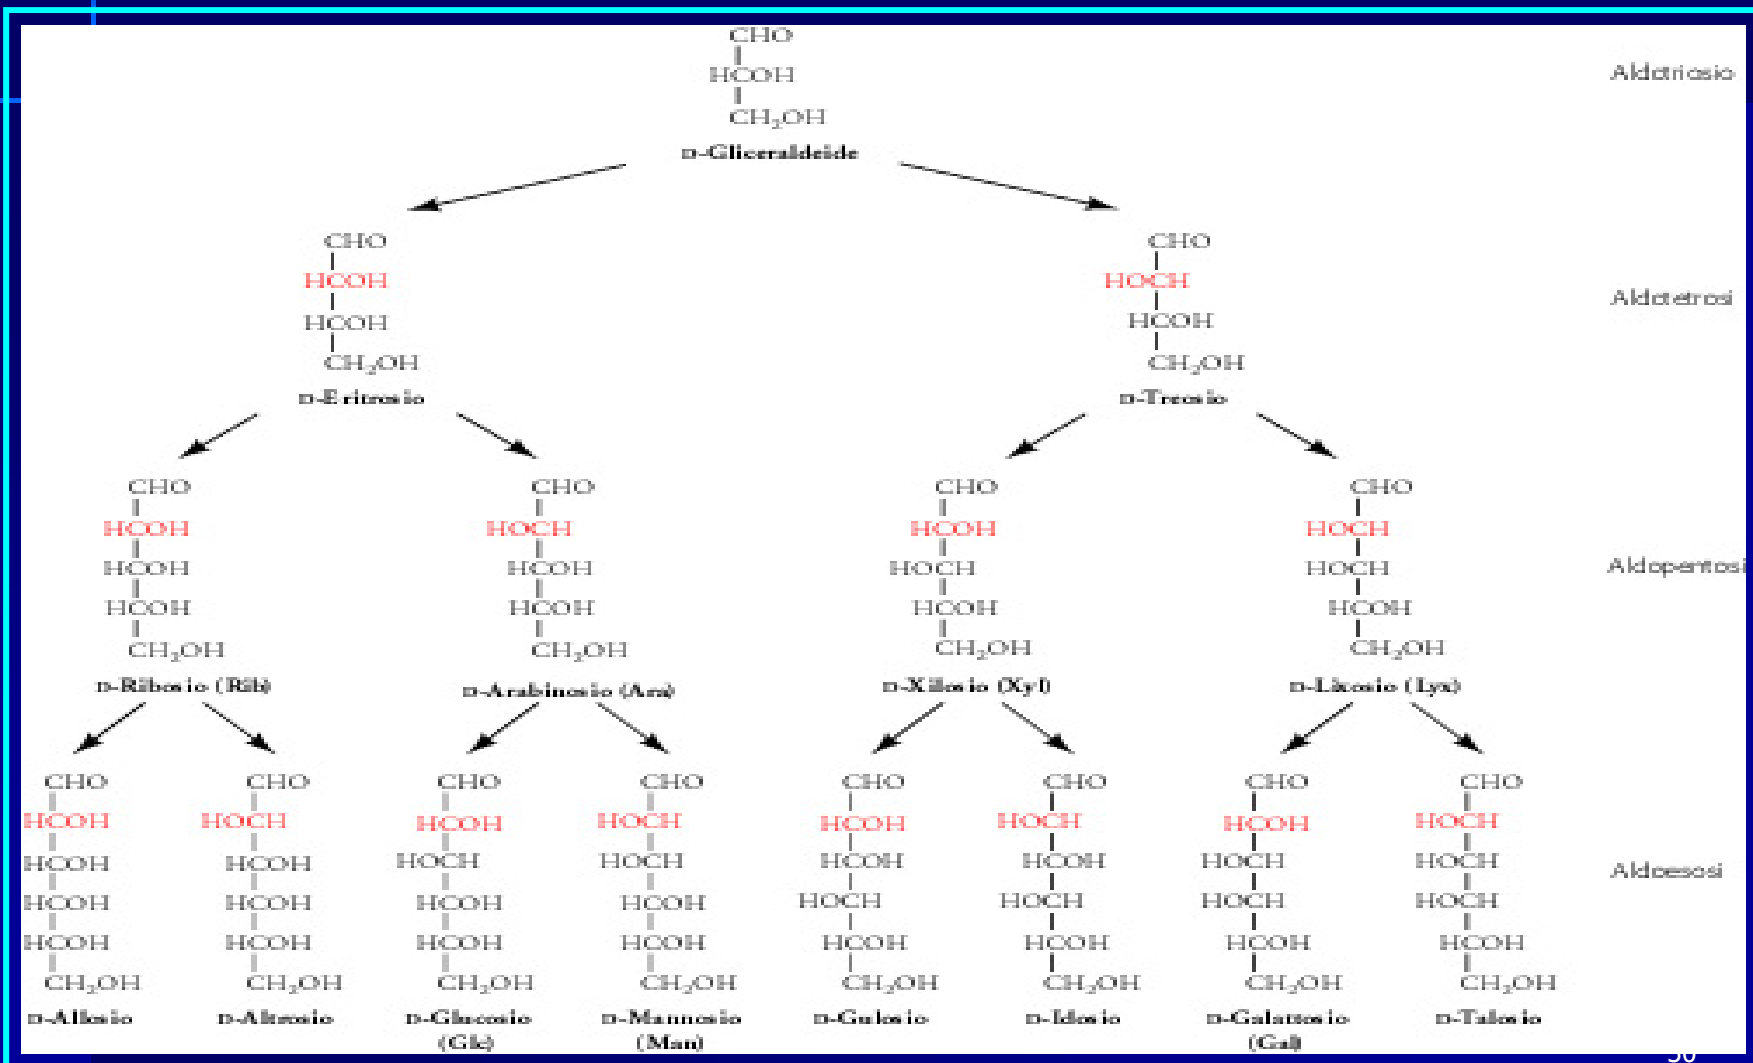 CHO
HCOH
CH₂OH
D-Gliceraldeide
Aldotriosio
CHO CHO
HCOH HOCH
HCOH HCOH
CH₂OH CH₂OH
D-Eritrosio D-Treosio
Aldotetrosi
CHO CHO CHO CHO
HCOH HOCH HCOH HOCH
HCOH HCOH HOCH HOCH
HCOH HCOH HCOH HCOH
CH₂OH CH₂OH CH₂OH CH₂OH
D-Ribosio (Rib) D-Arabinosio (Ara) D-Xilosio (Xyl) D-Lixosio (Lyx)
Aldopentosi
CHO CHO CHO CHO CHO CHO CHO CHO
HCOH HOCH HCOH HOCH HCOH HOCH HCOH HOCH
HCOH HCOH HOCH HOCH HCOH HCOH HOCH HOCH
HCOH HCOH HCOH HCOH HOCH HOCH HOCH HOCH
HCOH HCOH HCOH HCOH HCOH HCOH HCOH HCOH
CH₂OH CH₂OH CH₂OH CH₂OH CH₂OH CH₂OH CH₂OH CH₂OH
D-Allosio D-Altrosio D-Glucosio D-Mannosio D-Gulosio D-Idosio D-Galattosio D-Talosio
(Glc) (Man) (Gal)
Aldoesosi